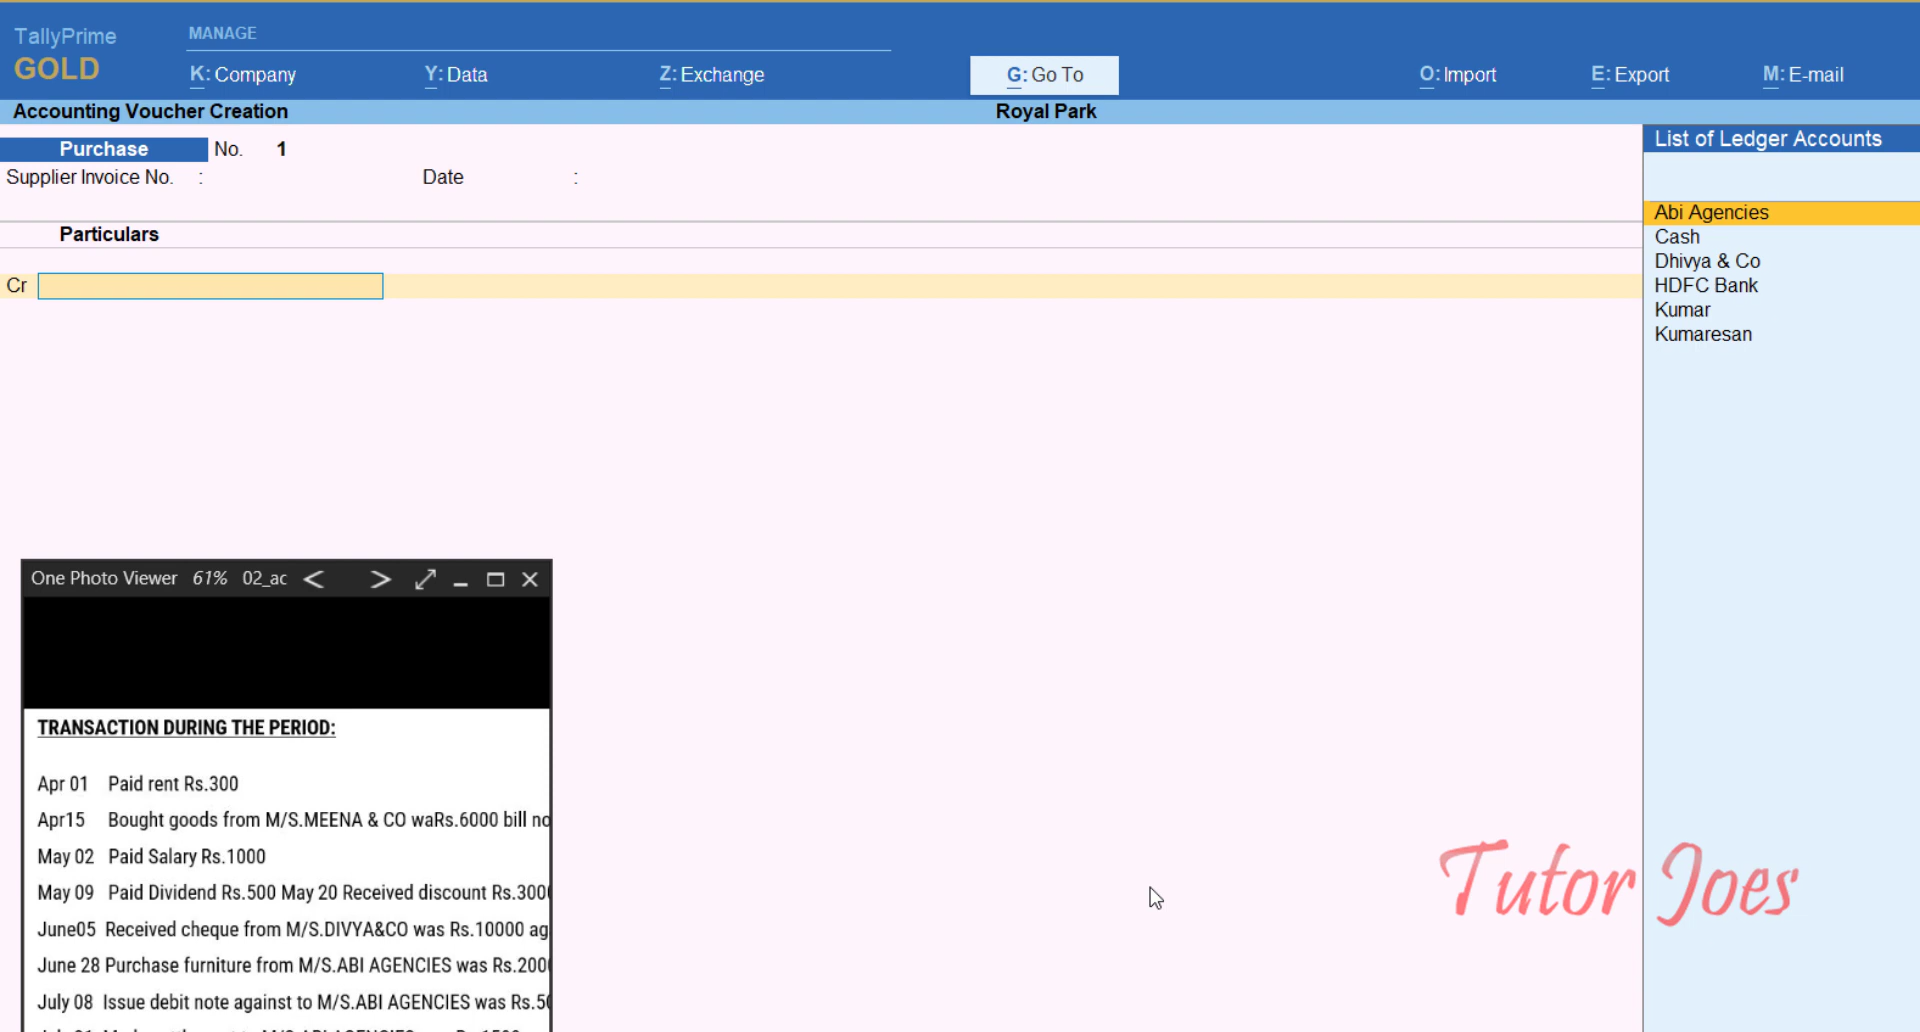 TallyPrime
GOLD
MANAGE
K: Company
Y: Data
Z: Exchange
G: Go To
O: Import
E: Export
M: E-mail
Accounting Voucher Creation
Royal Park
Purchase No. 1
Supplier Invoice No. :
Date :
Particulars
Cr
List of Ledger Accounts
Abi Agencies
Cash
Dhivya & Co
HDFC Bank
Kumar
Kumaresan
One Photo Viewer 61% 02_ac
TRANSACTION DURING THE PERIOD:
Apr 01 Paid rent Rs.300
Apr15 Bought goods from M/S.MEENA & CO waRs.6000 bill no
May 02 Paid Salary Rs.1000
May 09 Paid Dividend Rs.500 May 20 Received discount Rs.300
June05 Received cheque from M/S.DIVYA&CO was Rs.10000 ag
June 28 Purchase furniture from M/S.ABI AGENCIES was Rs.200
July 08 Issue debit note against to M/S.ABI AGENCIES was Rs.5
Tutor Joes